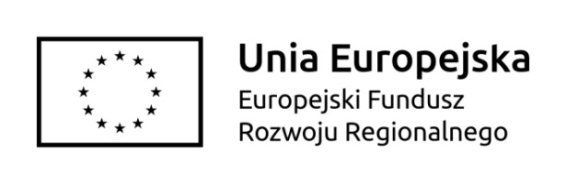 Unia Europejska
Europejski Fundusz
Rozwoju Regionalnego